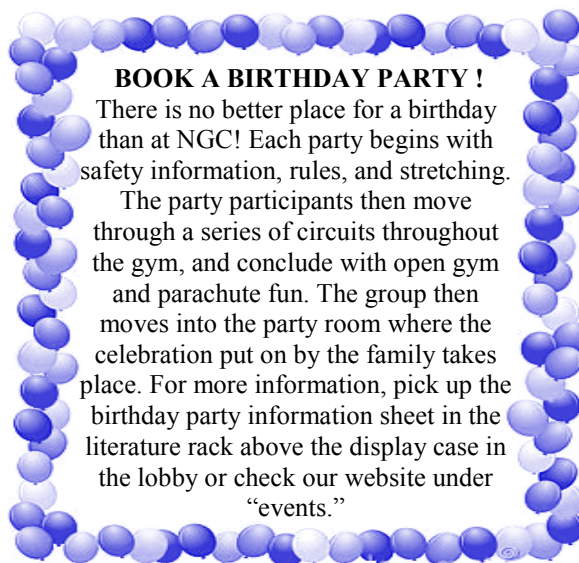 BOOK A BIRTHDAY PARTY !
There is no better place for a birthday
than at NGC! Each party begins with
safety information, rules, and stretching.
The party participants then move
through a series of circuits throughout
the gym, and conclude with open gym
and parachute fun. The group then
moves into the party room where the
celebration put on by the family takes
place. For more information, pick up the
birthday party information sheet in the
literature rack above the display case in
the lobby or check our website under
“events.”